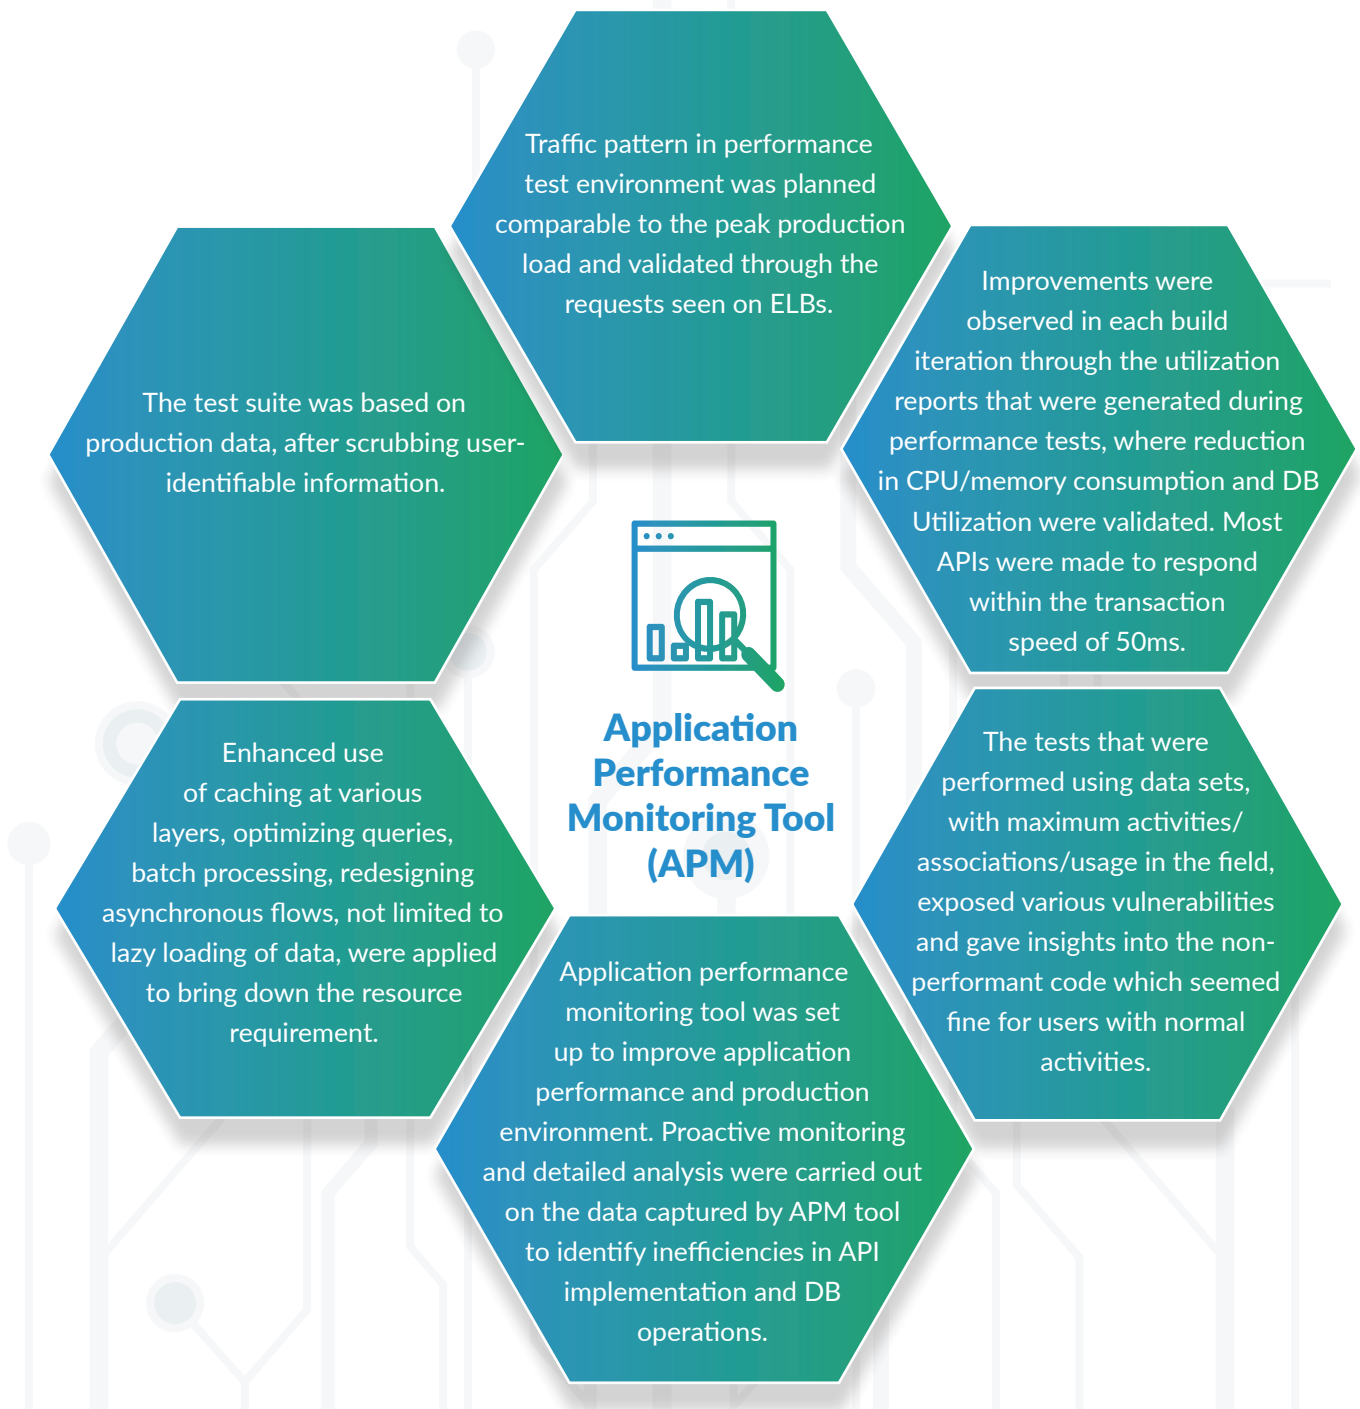 Traffic pattern in performance
test environment was planned
comparable to the peak production
load and validated through the
requests seen on ELBs.
Improvements were
observed in each build
iteration through the utilization
reports that were generated during
performance tests, where reduction
in CPU/memory consumption and DB
Utilization were validated. Most
APIs were made to respond
within the transaction
speed of 50ms.
The test suite was based on
production data, after scrubbing user-
identifiable information.
Application
Performance
Monitoring Tool
(APM)
Enhanced use
of caching at various
layers, optimizing queries,
batch processing, redesigning
asynchronous flows, not limited to
lazy loading of data, were applied
to bring down the resource
requirement.
The tests that were
performed using data sets,
with maximum activities/
associations/usage in the field,
exposed various vulnerabilities
and gave insights into the non-
performant code which seemed
fine for users with normal
activities.
Application performance
monitoring tool was set
up to improve application
performance and production
environment. Proactive monitoring
and detailed analysis were carried out
on the data captured by APM tool
to identify inefficiencies in API
implementation and DB
operations.